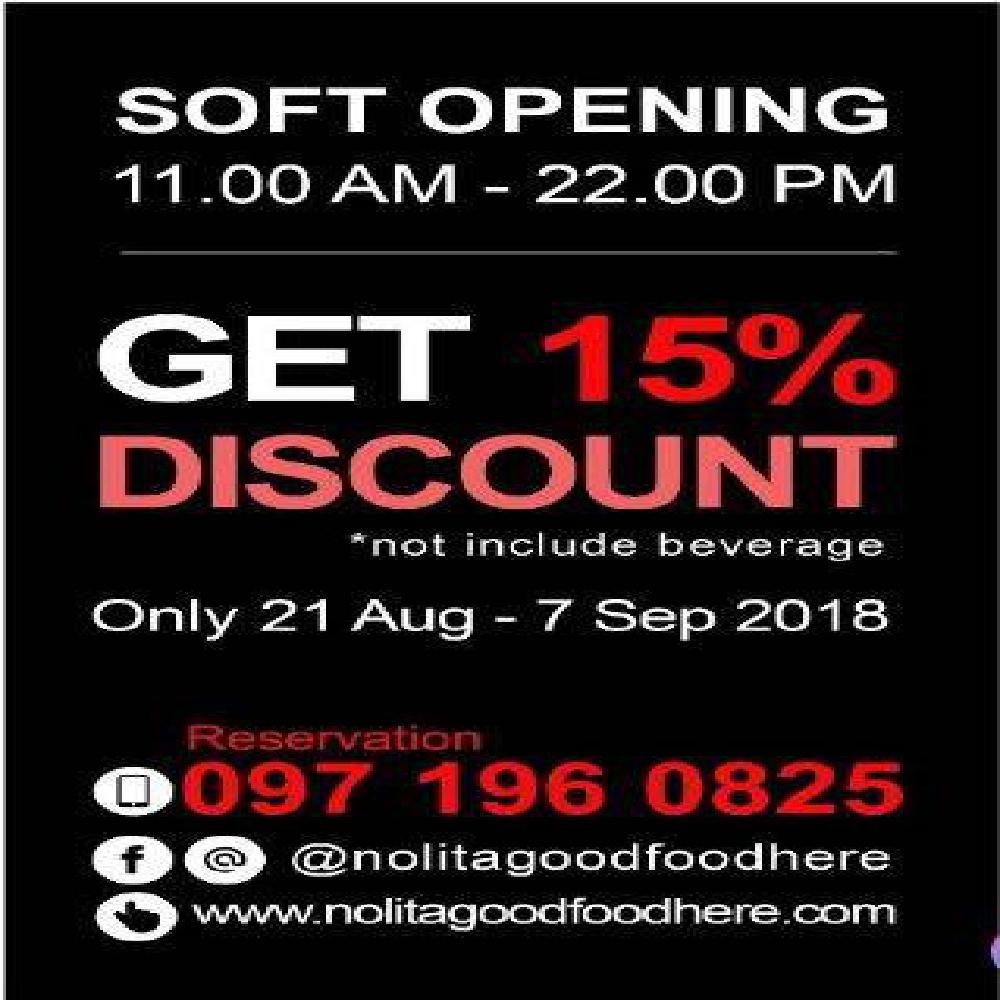 SOFT OPENING
11.00 AM - 22.00 PM
GET 15%
DISCOUNT
*not include beverage
Only 21 Aug - 7 Sep 2018
Reservation
097 196 0825
@nolitagoodfoodhere
www.nolitagoodfoodhere.com